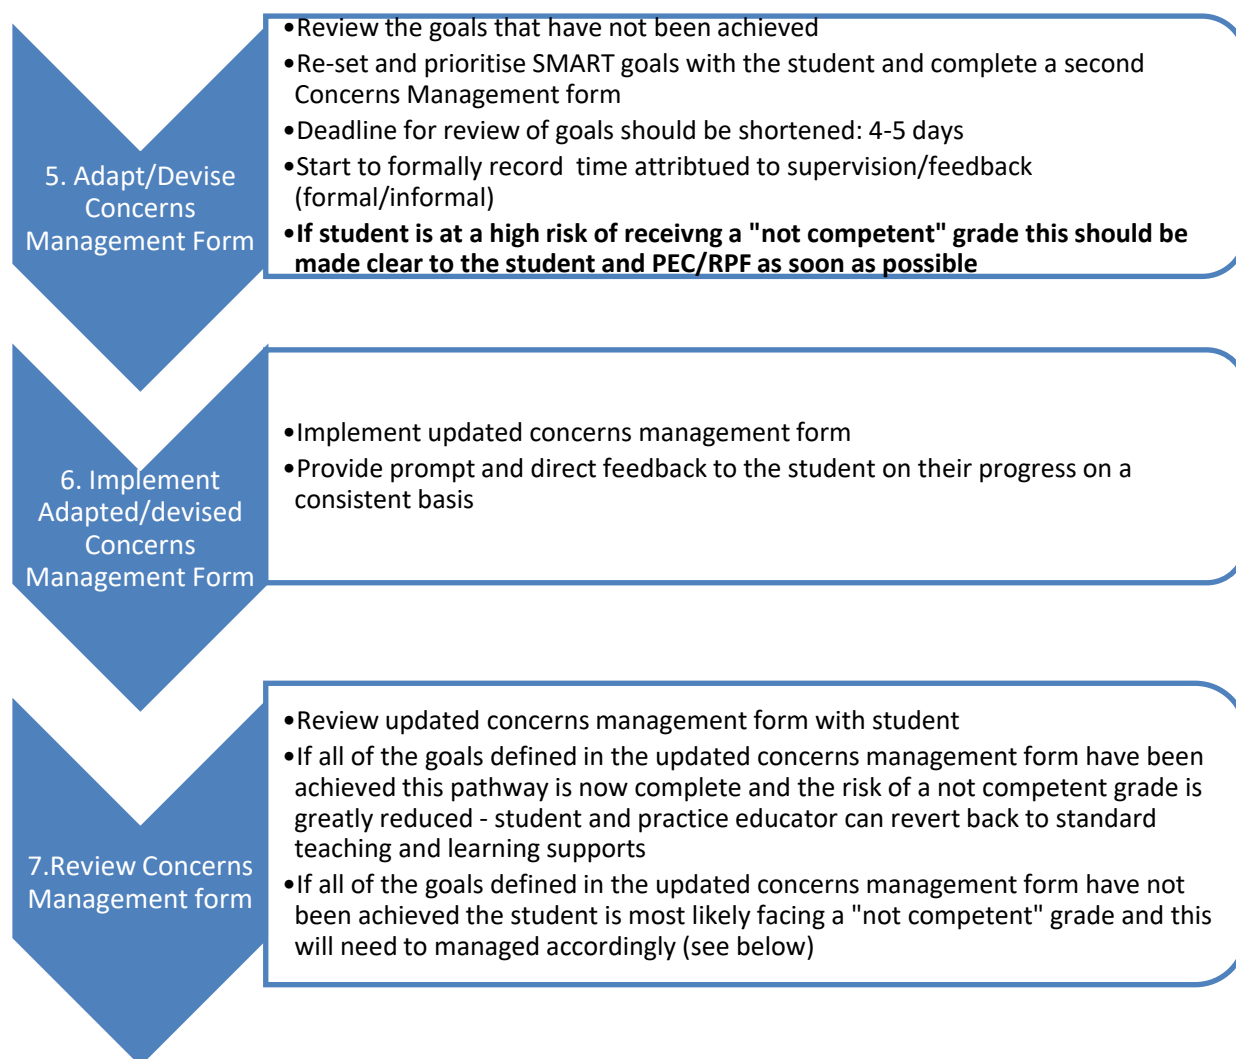 5. Adapt/Devise
Concerns
Management Form
•Review the goals that have not been achieved
•Re-set and prioritise SMART goals with the student and complete a second
Concerns Management form
•Deadline for review of goals should be shortened: 4-5 days
•Start to formally record  time attribtued to supervision/feedback
(formal/informal)
•If student is at a high risk of receivng a "not competent" grade this should be
made clear to the student and PEC/RPF as soon as possible
6. Implement
Adapted/devised
Concerns
Management Form
•Implement updated concerns management form
•Provide prompt and direct feedback to the student on their progress on a
consistent basis
7.Review Concerns
Management form
•Review updated concerns management form with student
•If all of the goals defined in the updated concerns management form have been
achieved this pathway is now complete and the risk of a not competent grade is
greatly reduced - student and practice educator can revert back to standard
teaching and learning supports
•If all of the goals defined in the updated concerns management form have not
been achieved the student is most likely facing a "not competent" grade and this
will need to managed accordingly (see below)